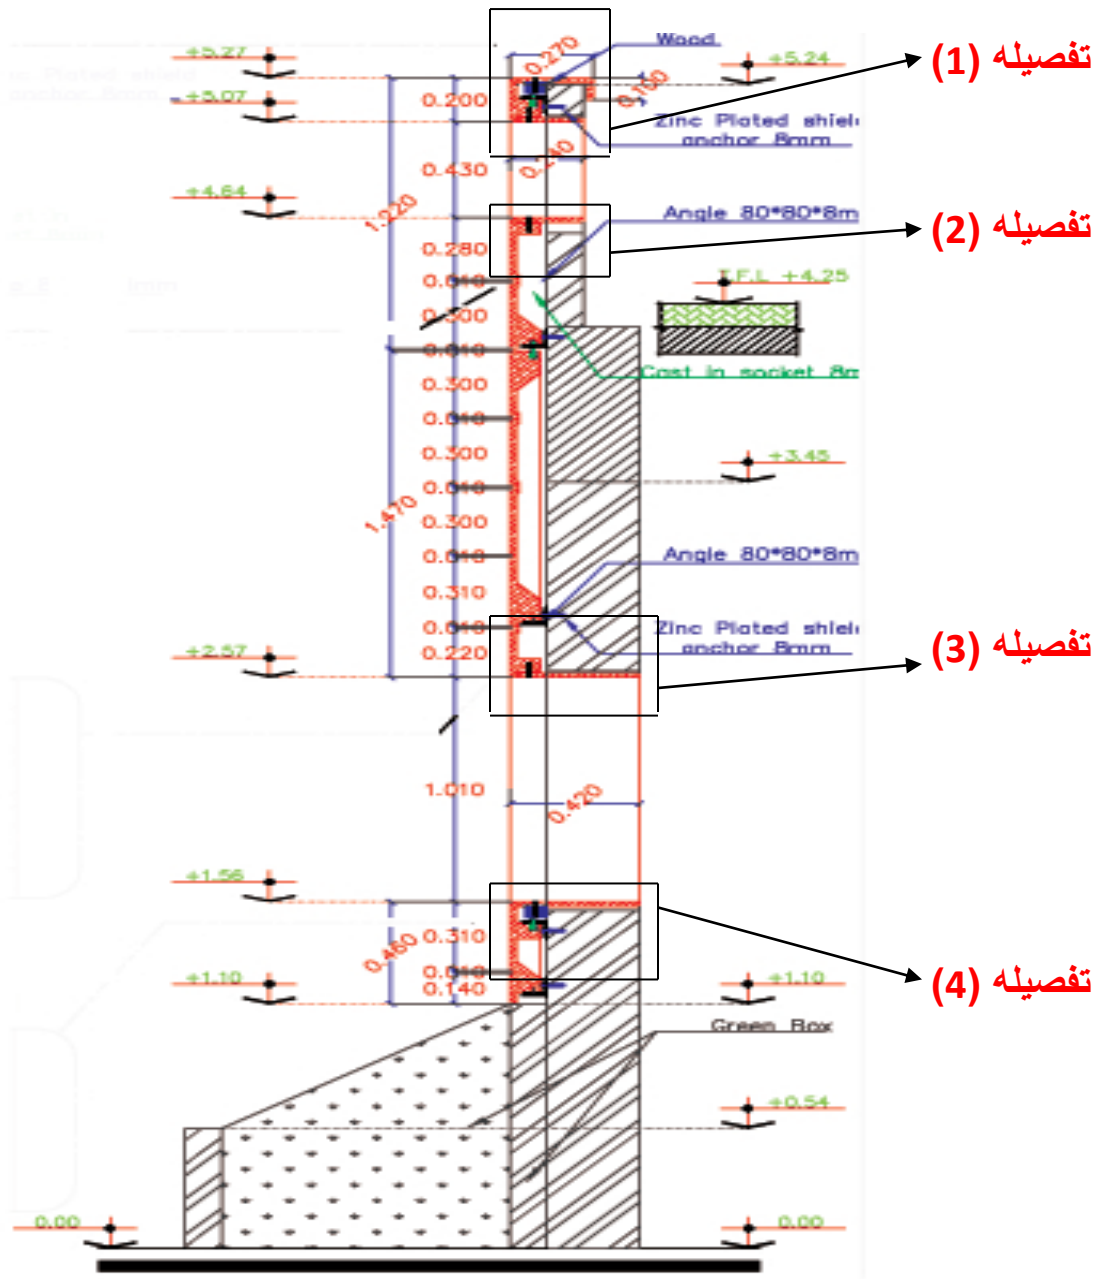 +5.27
0.270
Wood
+5.24
تفصيله (1)
+5.07
0.200
0.100
Zinc Plated shiel
anchor 8mm
0.430
+4.64
1.220
Angle 80*80*8m
تفصيله (2)
0.280
+4.25
0.300
Cast in socket 8m
0.300
0.300
+3.45
1.470
0.300
Angle 80*80*8m
0.310
Zinc Plated shiel
anchor 8mm
تفصيله (3)
+2.57
0.220
1.010
0.420
+1.56
0.310
0.460
+1.10
0.140
+1.10
تفصيله (4)
Green Box
+0.54
0.00
0.00